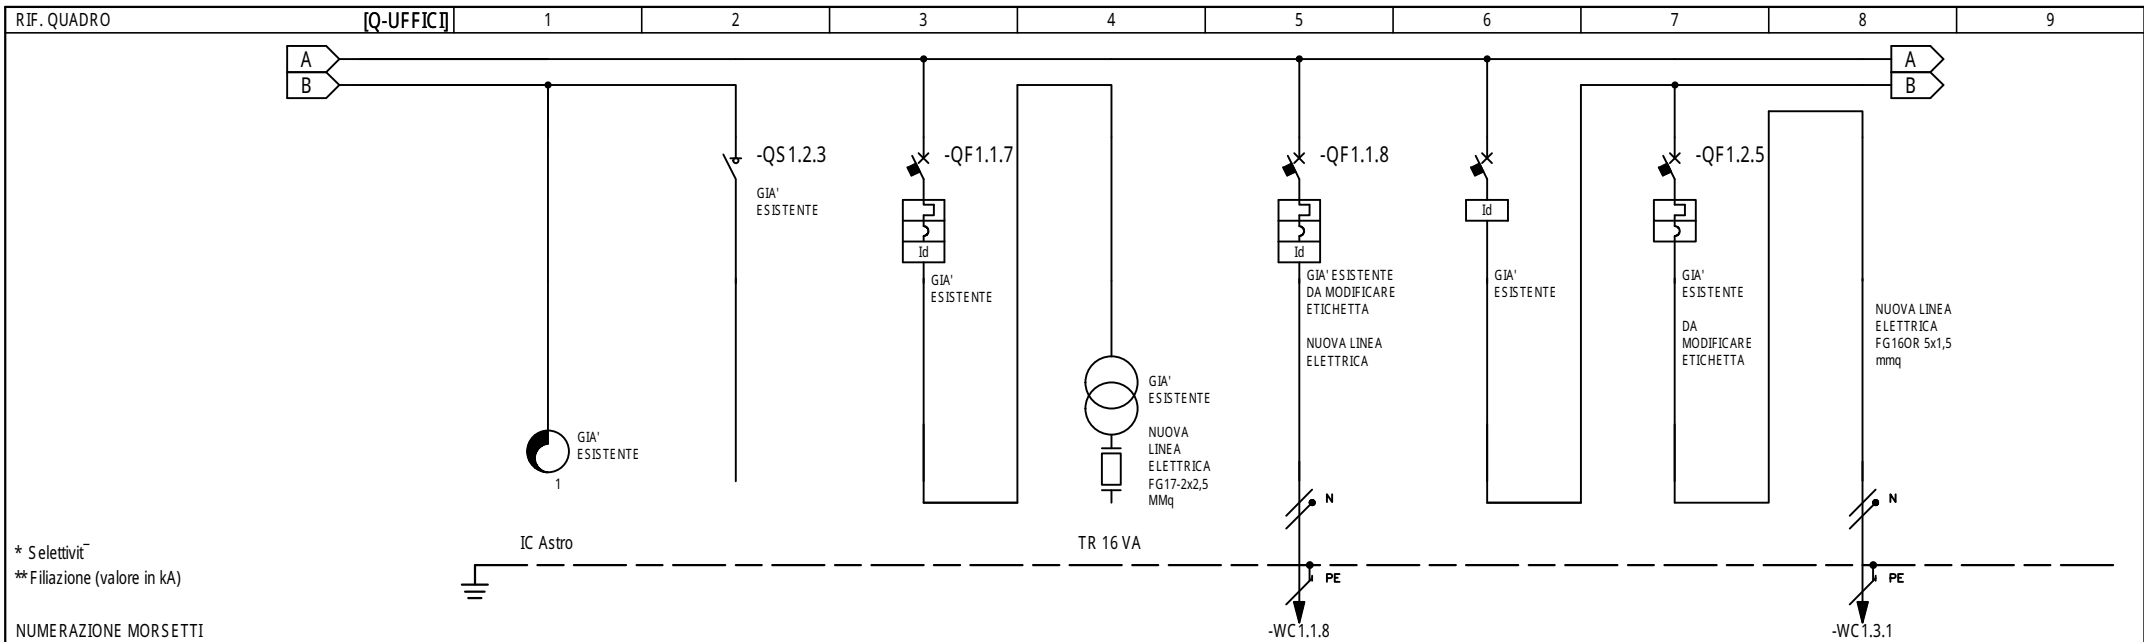 RIF. QUADRO [Q-UFFICI] 1 2 3 4 5 6 7 8 9
A A
B B
-QS1.2.3
GIA'
ESISTENTE
-QF1.1.7
Id
GIA'
ESISTENTE
-QF1.1.8
Id
GIA' ESISTENTE
DA MODIFICARE
ETICHETTA
NUOVA LINEA
ELETTRICA
Id
GIA'
ESISTENTE
-QF1.2.5
GIA'
ESISTENTE
DA
MODIFICARE
ETICHETTA
NUOVA LINEA
ELETTRICA
FG16OR 5x1,5
mmq
GIA'
ESISTENTE
1
GIA'
ESISTENTE
NUOVA
LINEA
ELETTRICA
FG17-2x2,5
MMq
N
N
IC Astro
TR 16 VA
* Selettivit¯
**Filiazione (valore in kA)
PE
PE
NUMERAZIONE MORSETTI
-WC1.1.8
-WC1.3.1